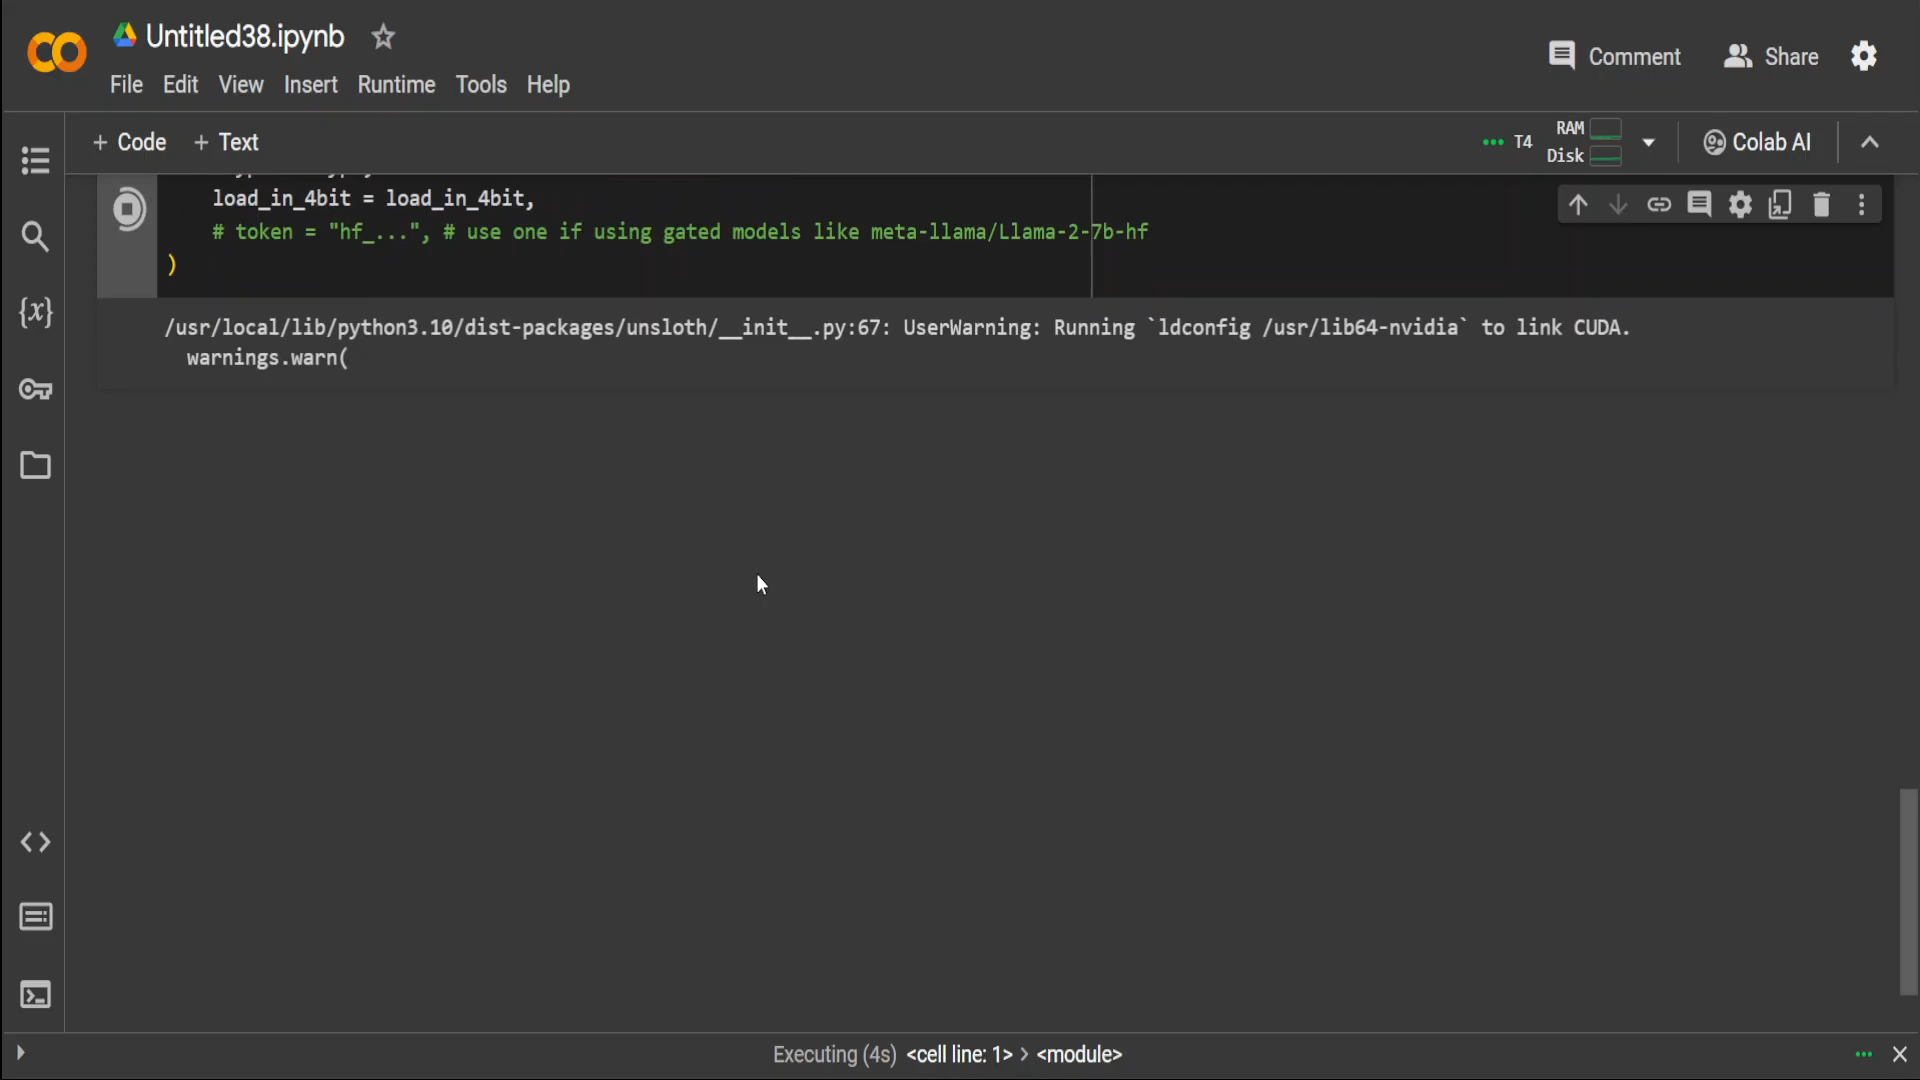 Untitled38.ipynb
Comment
Share
File Edit View Insert Runtime Tools Help
+ Code + Text
T4
RAM
Disk
Colab AI
load_in_4bit = load_in_4bit,
# token = "hf_...", # use one if using gated models like meta-llama/Llama-2-7b-hf
)
/usr/local/lib/python3.10/dist-packages/unsloth/__init__.py:67: UserWarning: Running `ldconfig /usr/lib64-nvidia` to link CUDA.
warnings.warn(
{x}
Executing (4s) <cell line: 1> > <module>